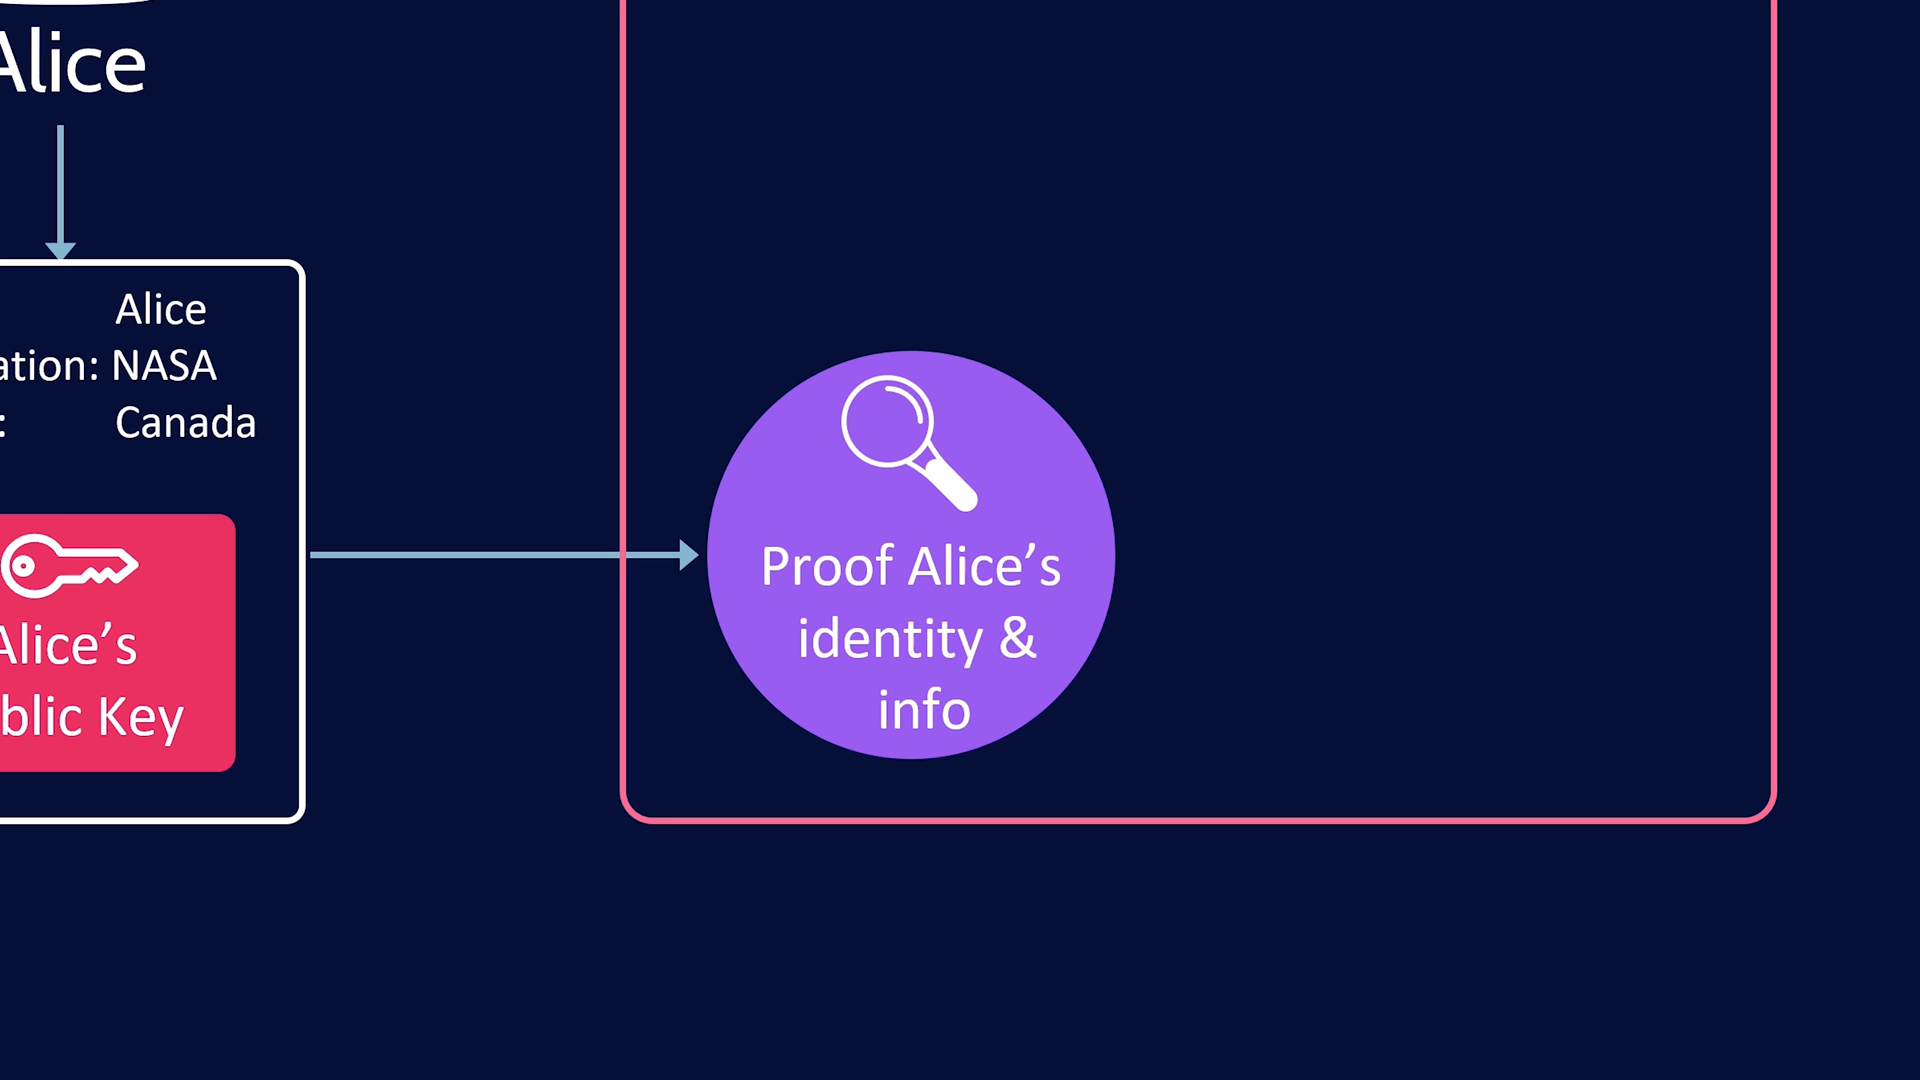 Alice
Alice
ation: NASA
: Canada
Alice’s
blic Key
Proof Alice’s
identity &
info